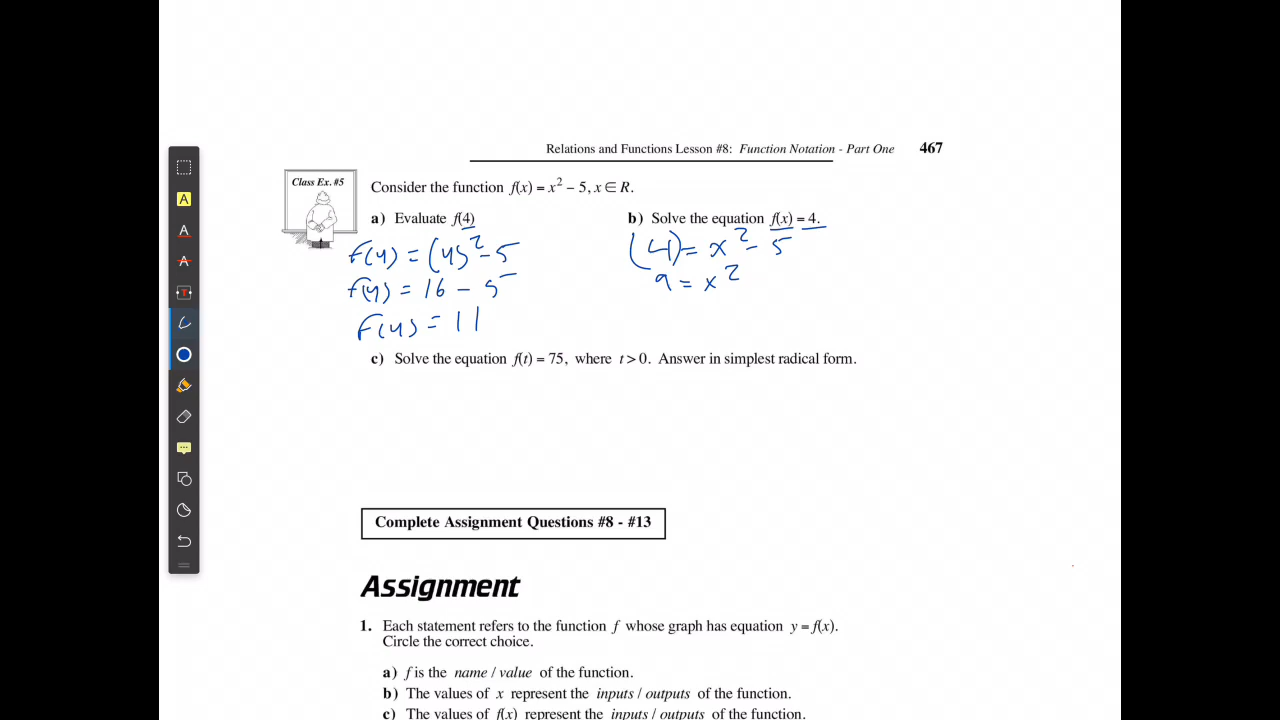 Relations and Functions Lesson #8: Function Notation - Part One 467
Class Ex. #5
Consider the function f(x) = x² – 5, x ∈ R.
a) Evaluate f(4)
b) Solve the equation f(x) = 4.
f(4) = (4)² - 5
(4) = x² - 5
f(4) = 16 - 5
9 = x²
f(4) = 11
c) Solve the equation f(t) = 75, where t > 0. Answer in simplest radical form.
Complete Assignment Questions #8 - #13
Assignment
1. Each statement refers to the function f whose graph has equation y = f(x).
Circle the correct choice.
a) f is the name / value of the function.
b) The values of x represent the inputs / outputs of the function.
c) The values of f(x) represent the inputs / outputs of the function.